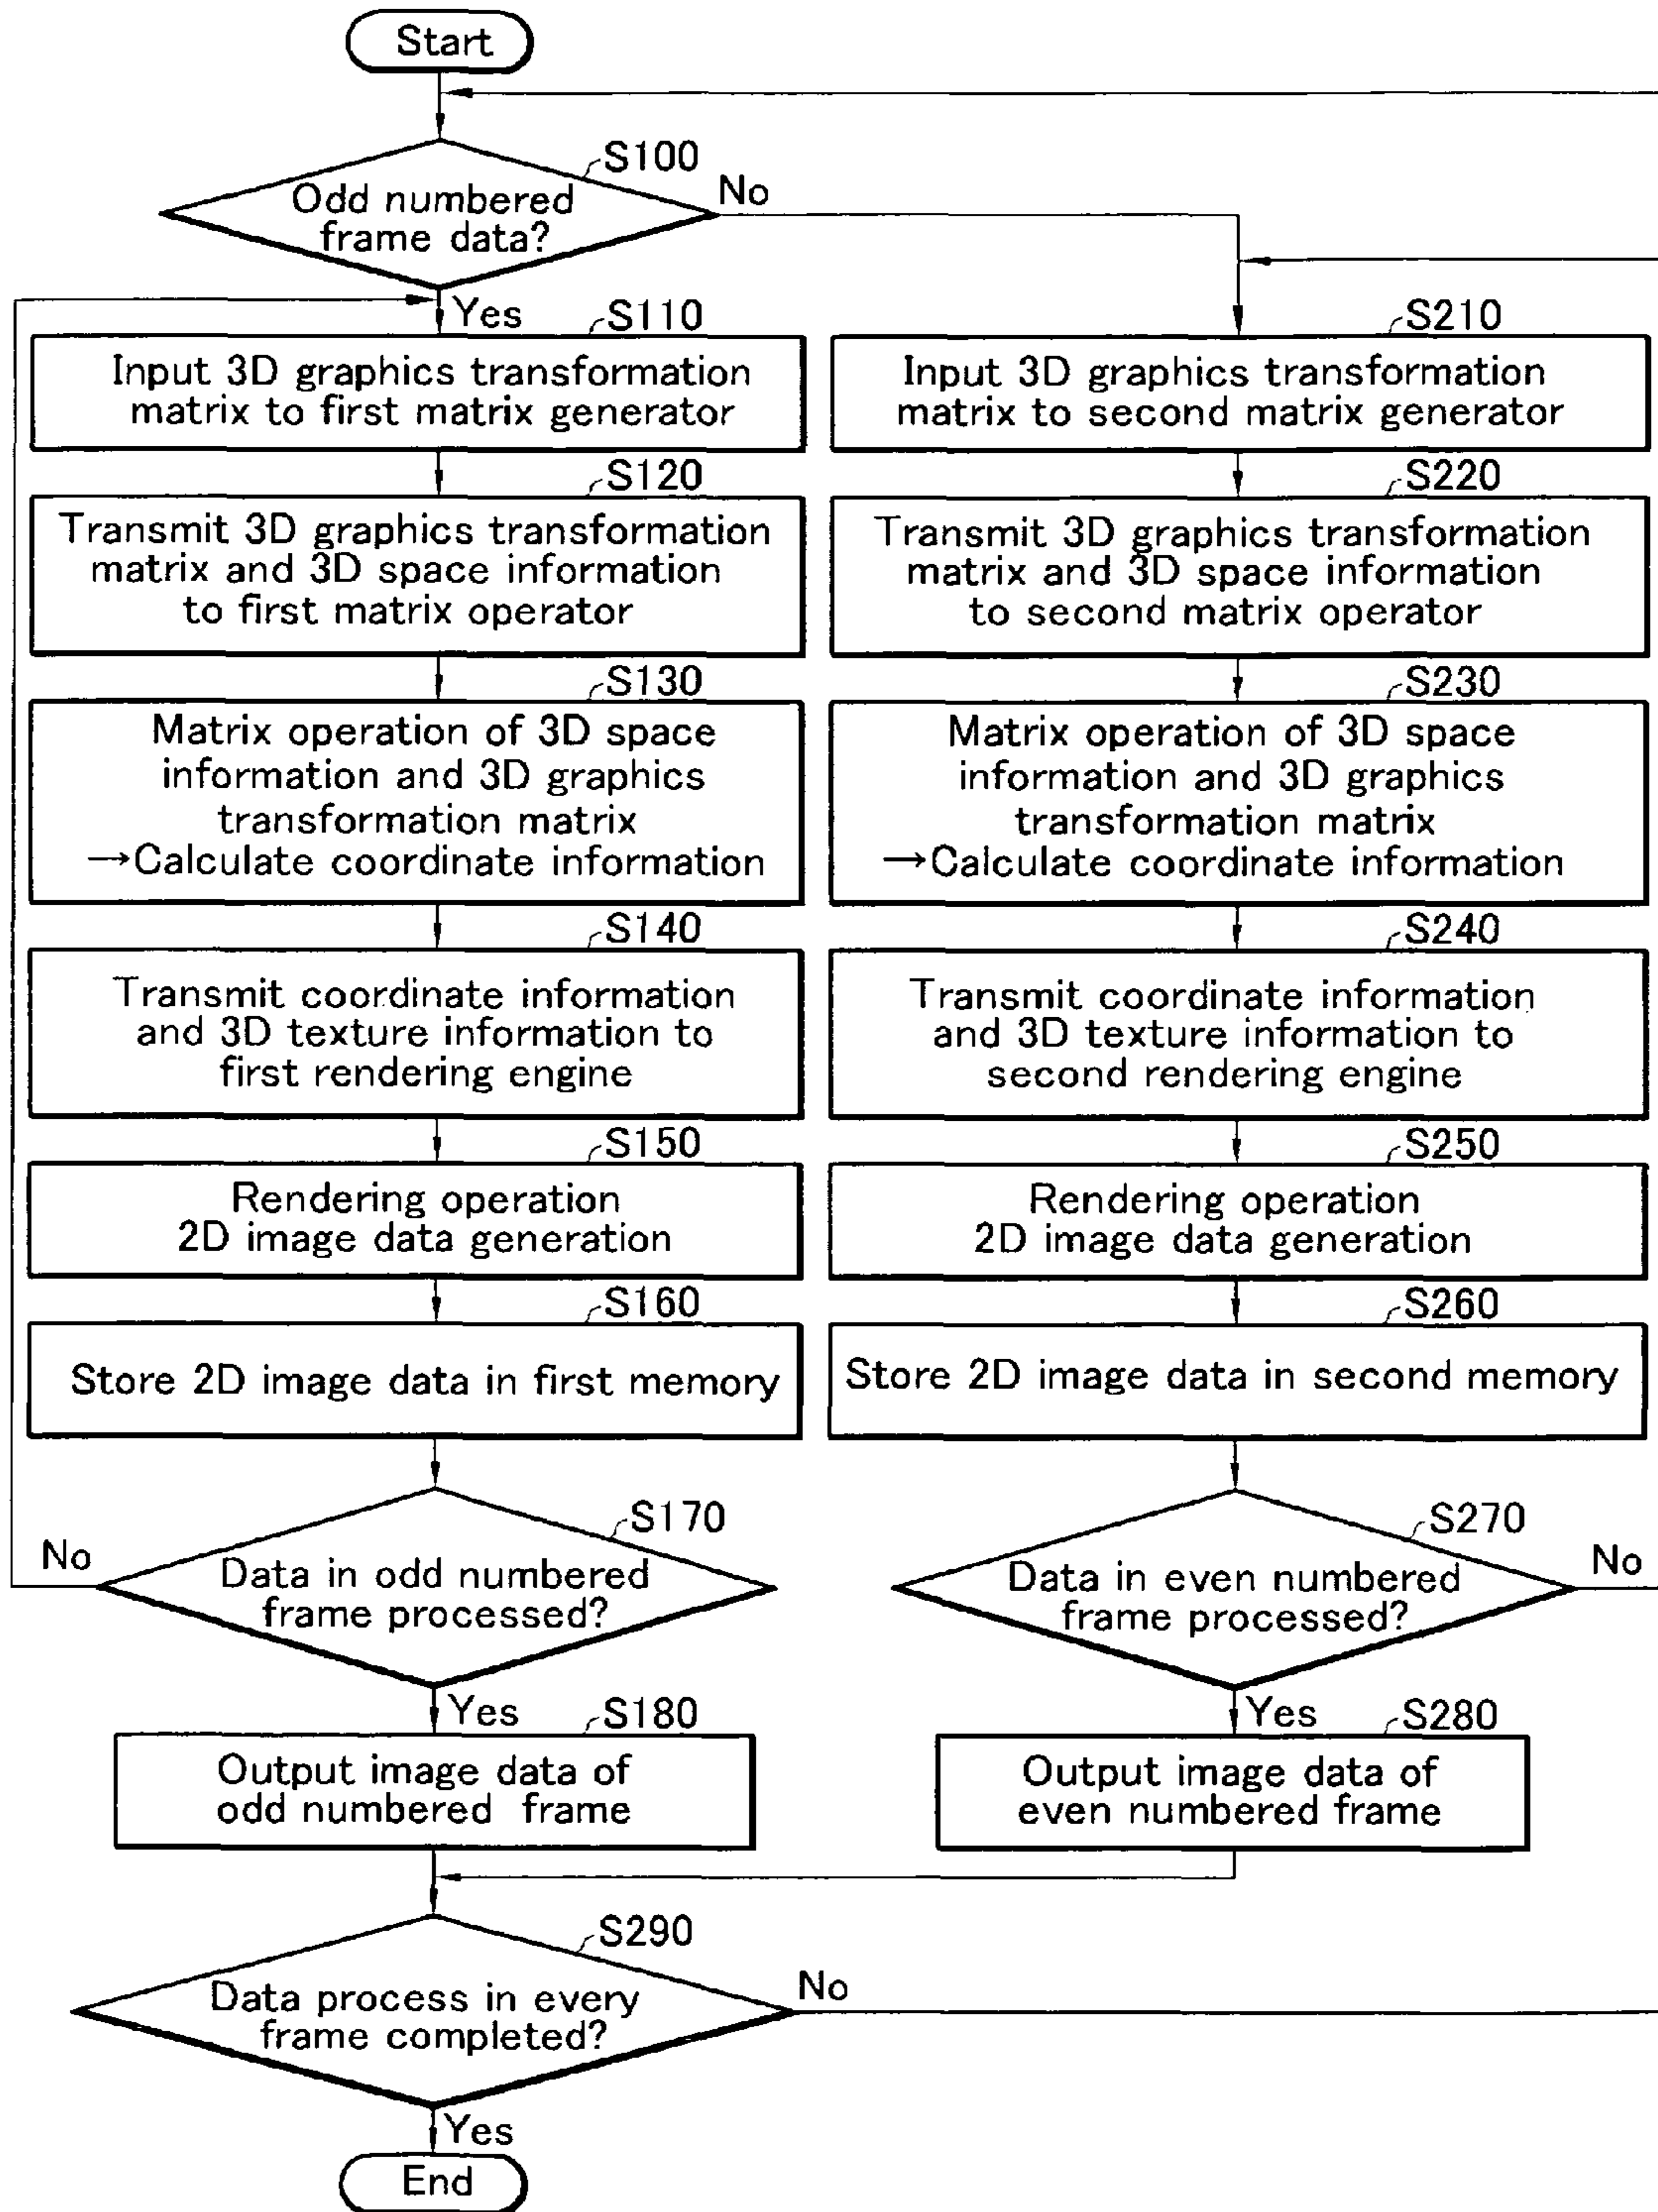 Start
S100
Odd numbered
frame data?
No
Yes
S110
Input 3D graphics transformation
matrix to first matrix generator
S120
Transmit 3D graphics transformation
matrix and 3D space information
to first matrix operator
S130
Matrix operation of 3D space
information and 3D graphics
transformation matrix
→Calculate coordinate information
S140
Transmit coordinate information
and 3D texture information to
first rendering engine
S150
Rendering operation
2D image data generation
S160
Store 2D image data in first memory
S170
Data in odd numbered
frame processed?
No
Yes
S180
Output image data of
odd numbered frame
S210
Input 3D graphics transformation
matrix to second matrix generator
S220
Transmit 3D graphics transformation
matrix and 3D space information
to second matrix operator
S230
Matrix operation of 3D space
information and 3D graphics
transformation matrix
→Calculate coordinate information
S240
Transmit coordinate information
and 3D texture information to
second rendering engine
S250
Rendering operation
2D image data generation
S260
Store 2D image data in second memory
S270
Data in even numbered
frame processed?
No
Yes
S280
Output image data of
even numbered frame
S290
Data process in every
frame completed?
No
Yes
End